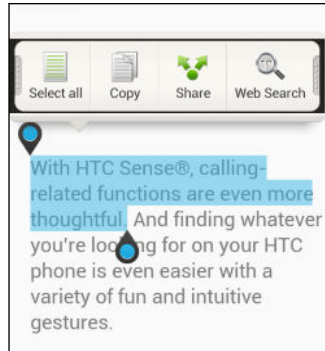 Select all Copy Share Web Search
With HTC Sense®, calling-
related functions are even more
thoughtful. And finding whatever
you're looking for on your HTC
phone is even easier with a
variety of fun and intuitive
gestures.